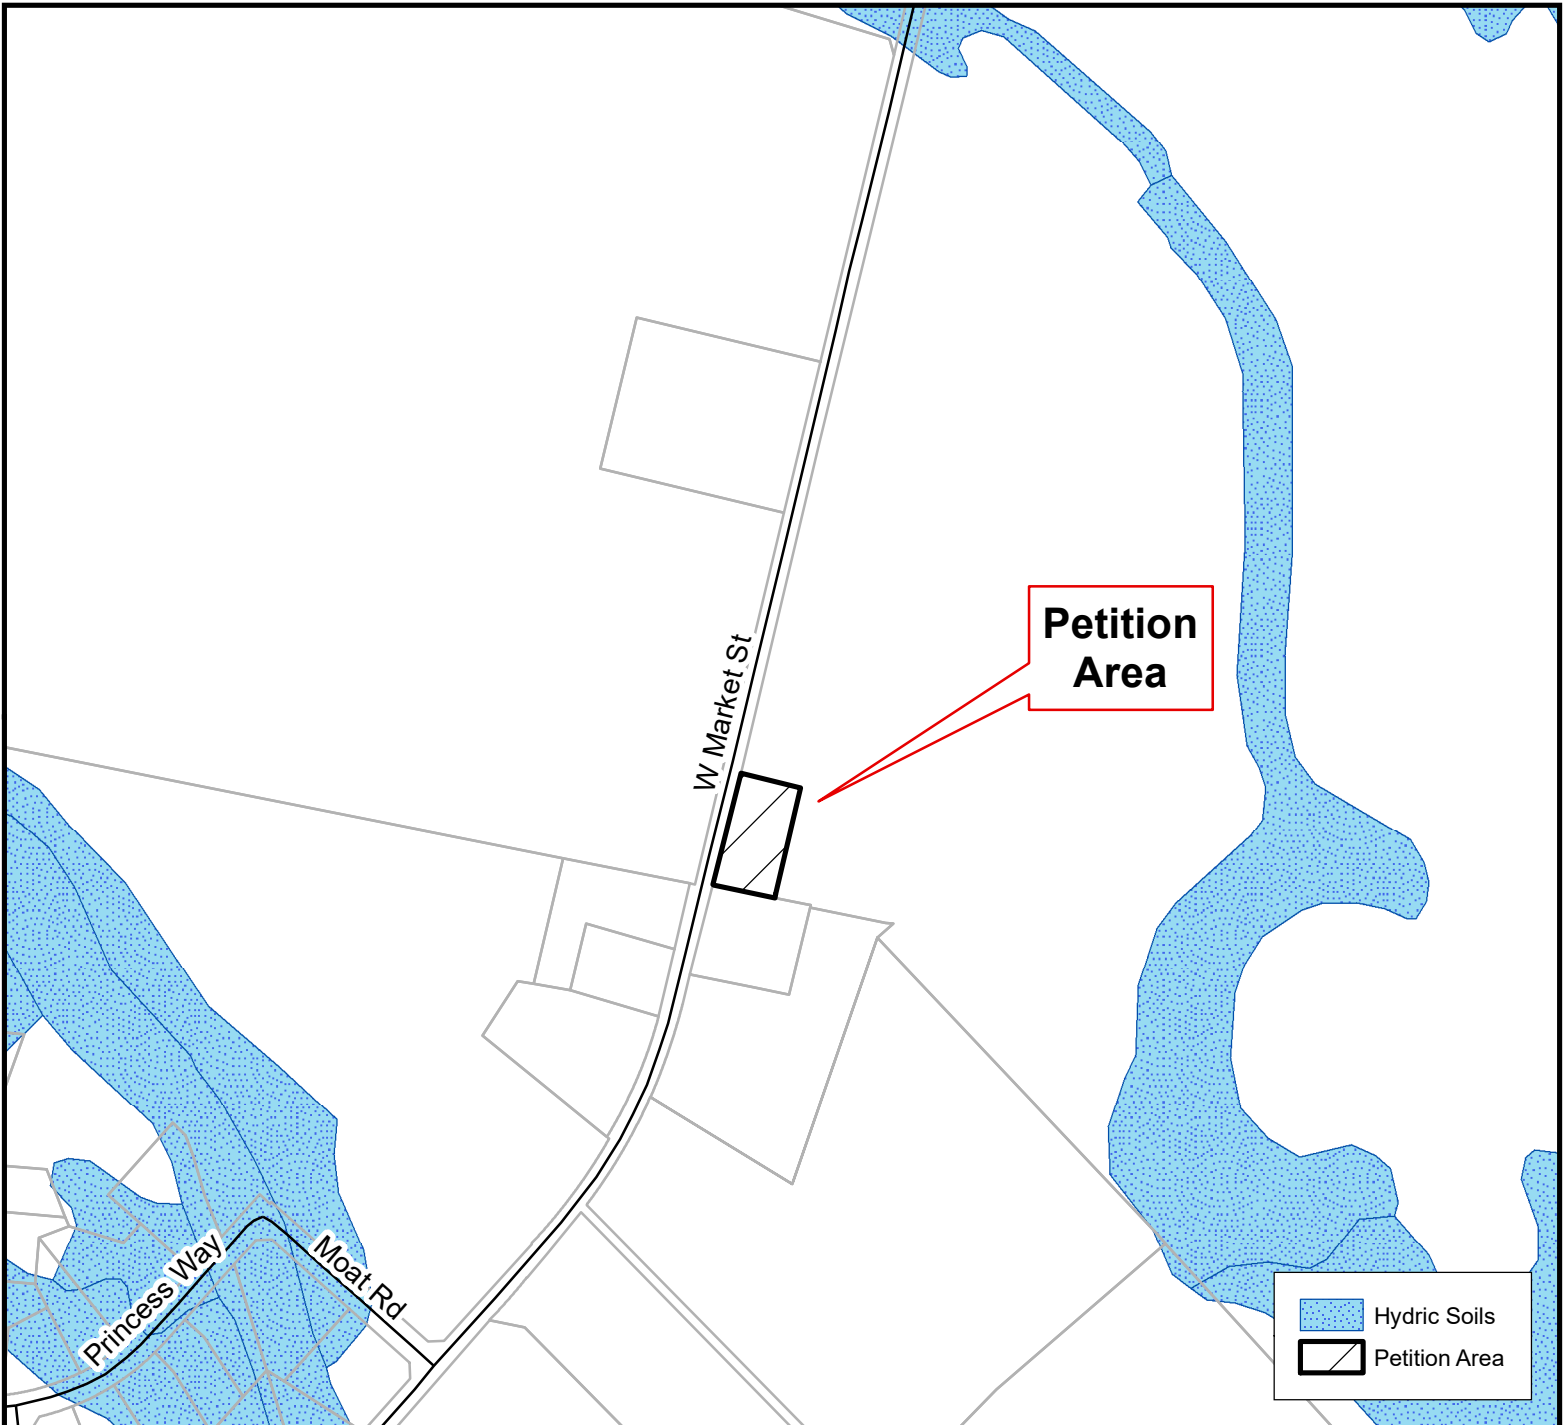 Petition
Area
W Market St
Princess Way
Moat Rd
Hydric Soils
Petition Area